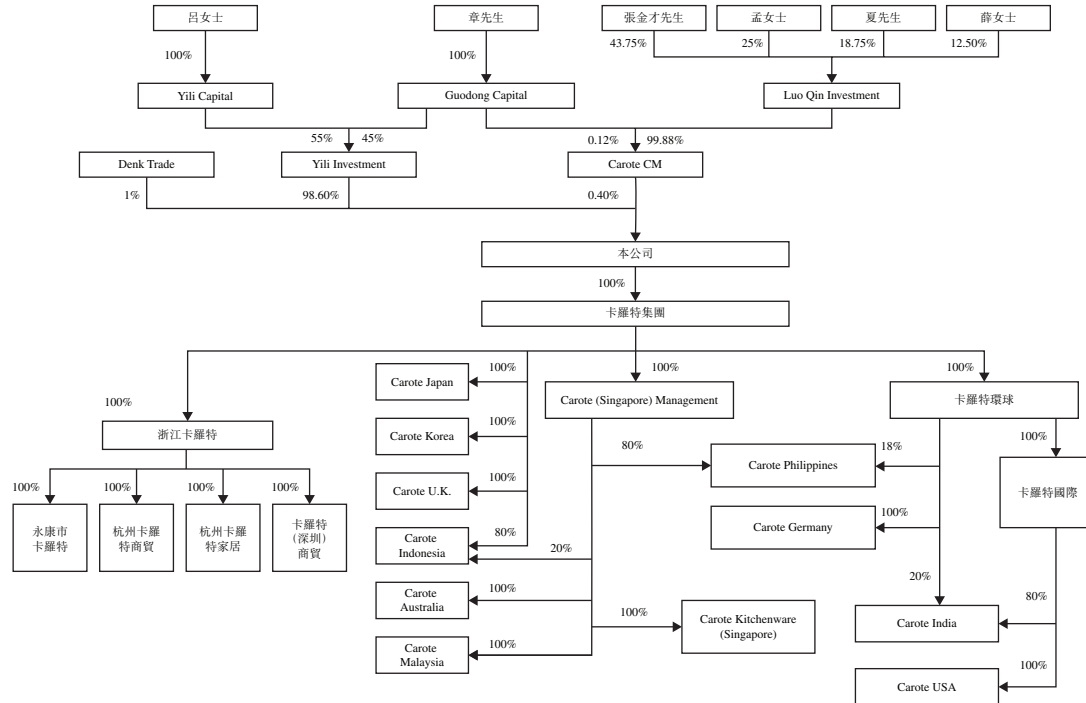 呂女士
章先生
張金才先生
孟女士
夏先生
薛女士
100%
100%
43.75%
25%
18.75%
12.50%
Yili Capital
Guodong Capital
Luo Qin Investment
55%
45%
0.12%
99.88%
Denk Trade
Yili Investment
Carote CM
1%
98.60%
0.40%
本公司
100%
卡羅特集團
100%
100%
100%
100%
Carote Japan
Carote (Singapore) Management
卡羅特環球
浙江卡羅特
100%
Carote Korea
80%
18%
100%
Carote Philippines
卡羅特國際
100%
100%
100%
100%
永康市
卡羅特
杭州卡羅
特商貿
杭州卡羅
特家居
卡羅特
(深圳)
商貿
100%
Carote U.K.
100%
Carote Germany
80%
Carote
Indonesia
20%
20%
80%
100%
Carote
Australia
100%
Carote Kitchenware
(Singapore)
Carote India
100%
Carote
Malaysia
100%
Carote USA